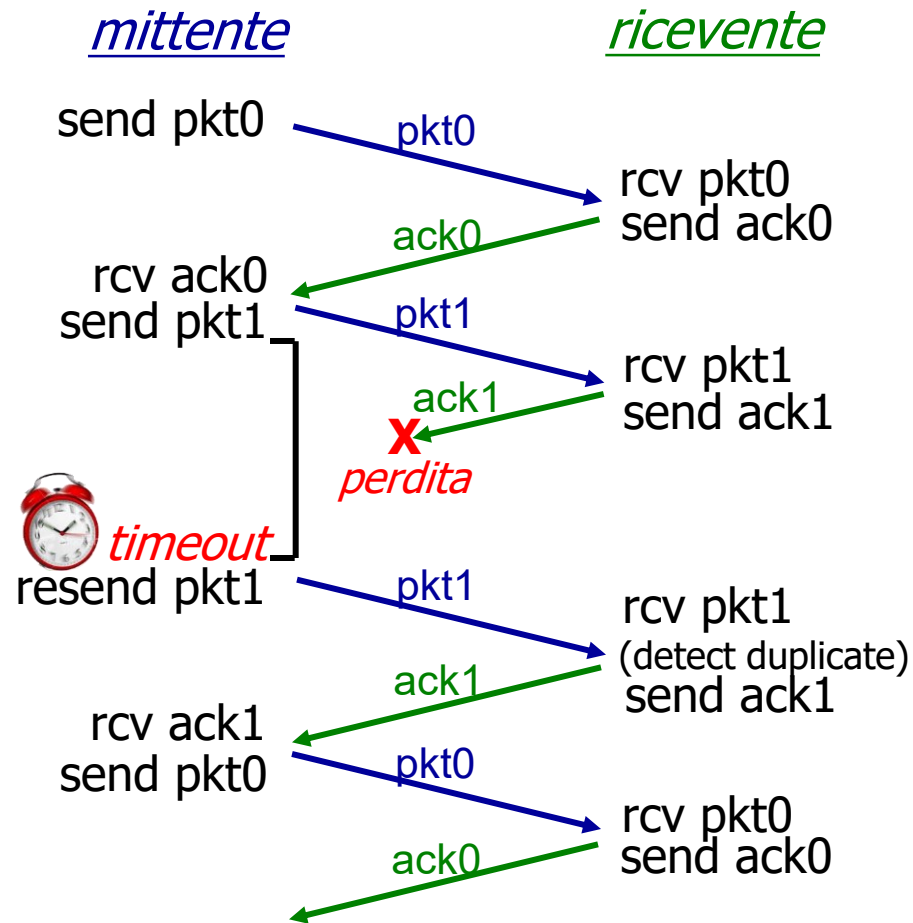 mittente
ricevente
send pkt0
pkt0
rcv pkt0
send ack0
ack0
rcv ack0
send pkt1
pkt1
rcv pkt1
send ack1
ack1
X
perdita
timeout
resend pkt1
pkt1
rcv pkt1
(detect duplicate)
send ack1
ack1
rcv ack1
send pkt0
pkt0
rcv pkt0
send ack0
ack0